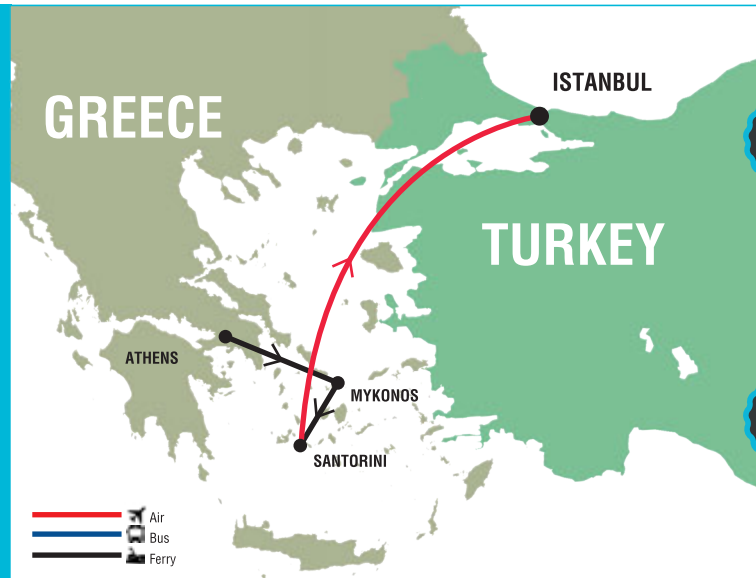 ISTANBUL
GREECE
TURKEY
ATHENS
MYKONOS
SANTORINI
Air
Bus
Ferry